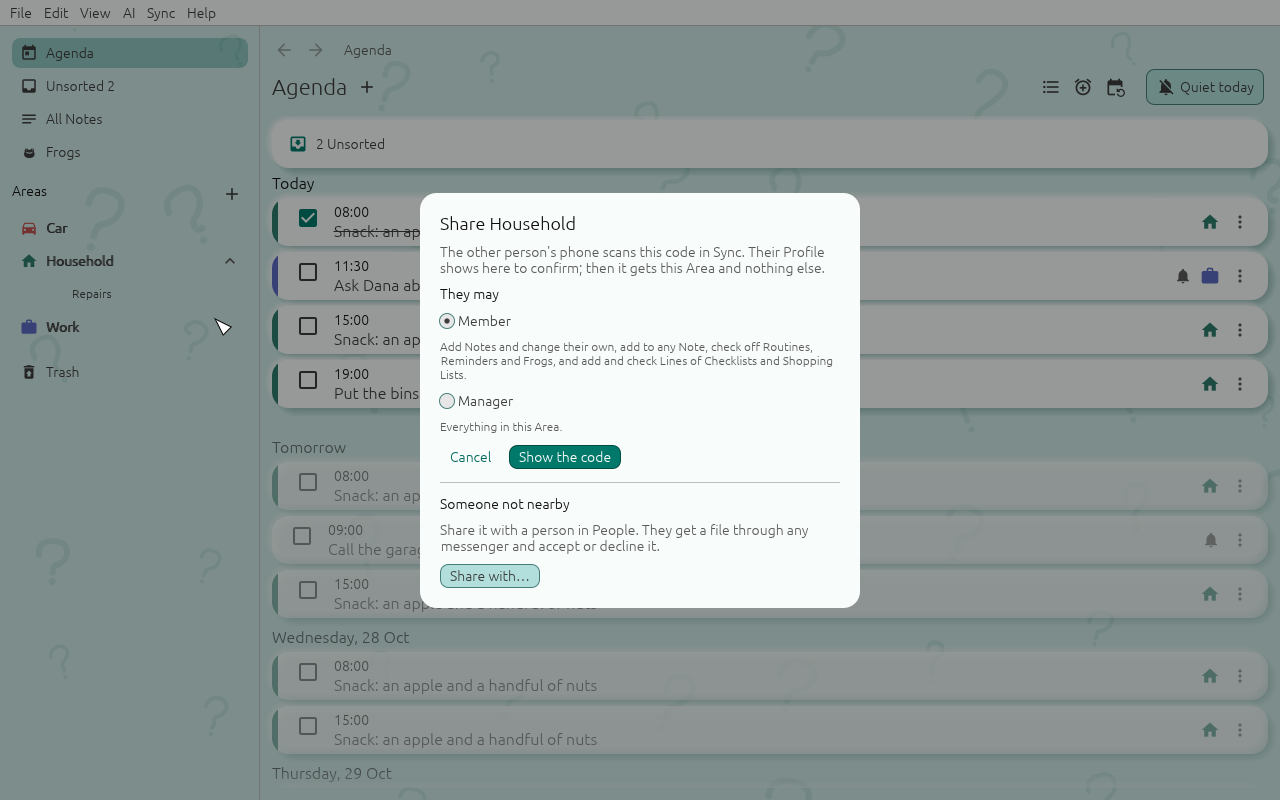 File Edit View AI Sync Help
Agenda
Unsorted 2
All Notes
Frogs
Areas
Car
Household
Repairs
Work
Trash
Agenda
Agenda
Quiet today
2 Unsorted
Today
08:00
Snack: an ap
11:30
Ask Dana ab
15:00
Snack: an ap
19:00
Put the bins
Tomorrow
08:00
Snack: an ap
09:00
Call the garag
15:00
Snack: an apple and a handful of nuts
Wednesday, 28 Oct
08:00
Snack: an apple and a handful of nuts
15:00
Snack: an apple and a handful of nuts
Thursday, 29 Oct
Share Household
The other person's phone scans this code in Sync. Their Profile
shows here to confirm; then it gets this Area and nothing else.
They may
Member
Add Notes and change their own, add to any Note, check off Routines,
Reminders and Frogs, and add and check Lines of Checklists and Shopping
Lists.
Manager
Everything in this Area.
Cancel Show the code
Someone not nearby
Share it with a person in People. They get a file through any
messenger and accept or decline it.
Share with…